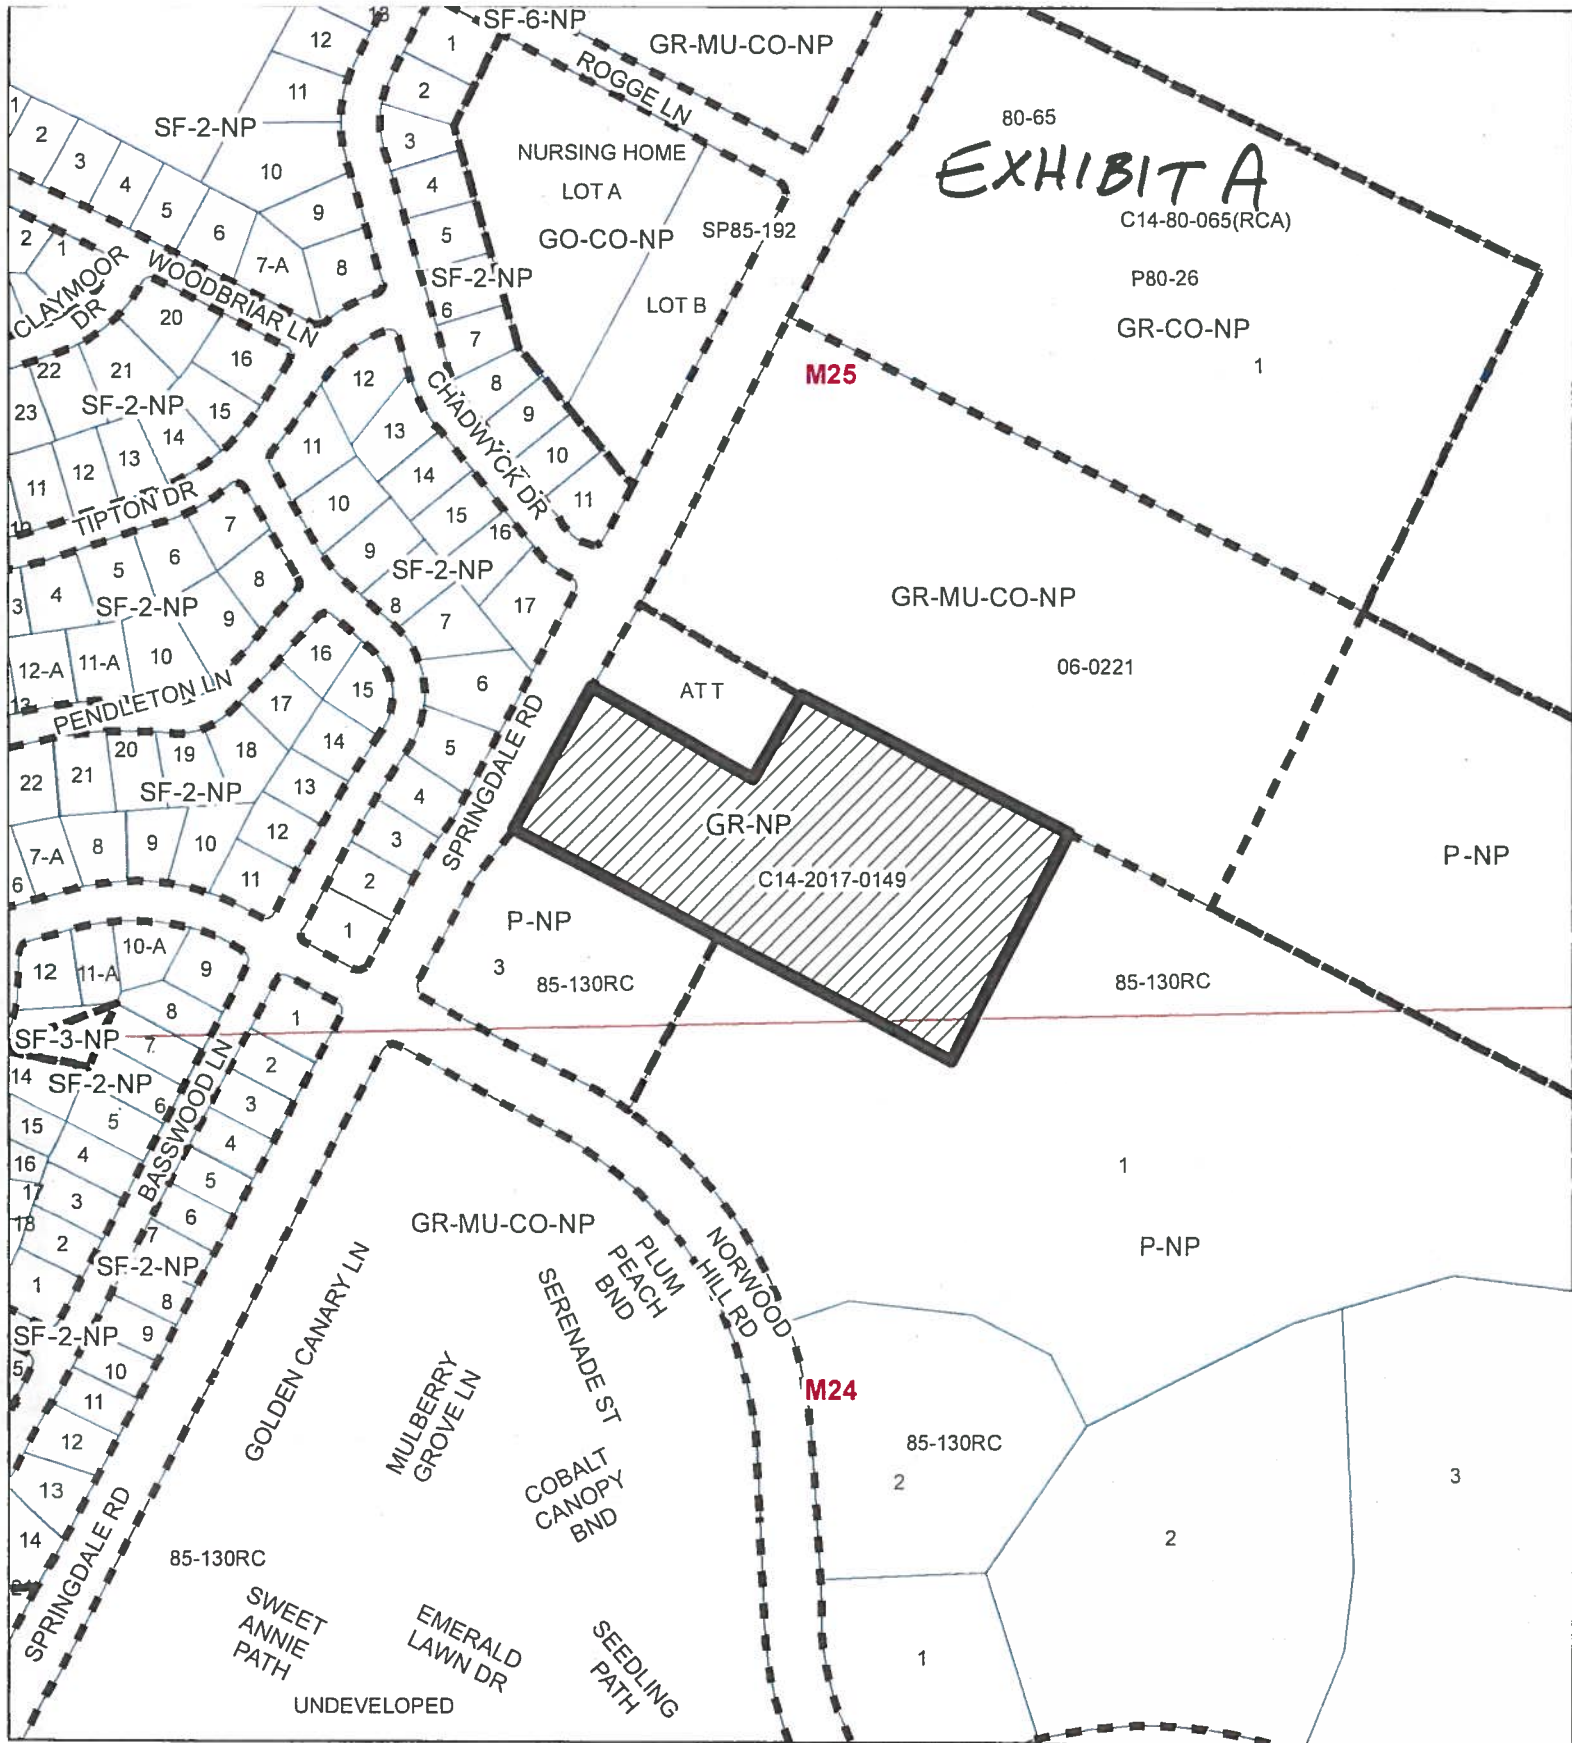 SF-6-NP
GR-MU-CO-NP
ROGGE LN
12
1
11
2
80-65
EXHIBIT A
C14-80-065(RCA)
P80-26
GR-CO-NP
1
SF-2-NP
1
2
3
4
5
6
7-A
8
9
10
3
4
5
SF-2-NP
6
7
8
9
10
11
NURSING HOME
LOT A
GO-CO-NP
SP85-192
LOT B
M25
2
1
CLAYMOOR
DR
WOODBRIAR LN
20
16
22
21
23
SF-2-NP
15
14
13
12
11
TIPTON DR
CHADWYCK DR
12
13
11
14
10
15
16
9
SF-2-NP
8
7
17
6
7
6
5
4
3
8
SF-2-NP
9
10
11-A
12-A
PENDLETON LN
16
15
17
14
18
19
20
21
22
SF-2-NP
13
12
11
10
9
8
7-A
6
5
4
3
2
1
SPRINGDALE RD
GR-MU-CO-NP
06-0221
ATT
GR-NP
C14-2017-0149
P-NP
P-NP
3
85-130RC
85-130RC
12
11-A
10-A
9
8
SF-3-NP
7
SF-2-NP
14
6
5
15
4
16
17
3
18
2
1
BASSWOOD LN
1
2
3
4
5
6
7
SF-2-NP
8
SF-2-NP
9
5
10
11
12
13
14
SPRINGDALE RD
GR-MU-CO-NP
GOLDEN CANARY LN
PLUM
PEACH
BND
NORWOOD
HILL RD
SERENADE ST
MULBERRY
GROVE LN
COBALT
CANOPY
BND
85-130RC
SWEET
ANNIE
PATH
EMERALD
LAWN DR
SEEDLING
PATH
UNDEVELOPED
1
P-NP
M24
85-130RC
2
2
3
1